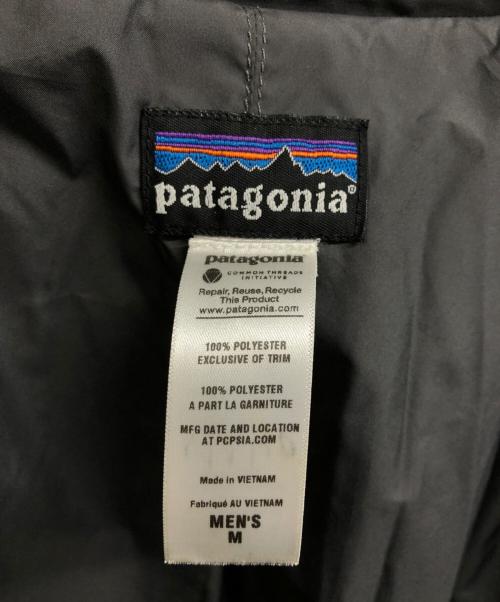 patagonia®
patagonia
COMMON THREADS
INITIATIVE
Repair, Reuse, Recycle
This Product
www.patagonia.com
100% POLYESTER
EXCLUSIVE OF TRIM
100% POLYESTER
A PART LA GARNITURE
MFG DATE AND LOCATION
AT PCPSIA.COM
Made in VIETNAM
Fabriqué AU VIETNAM
MEN'S
M